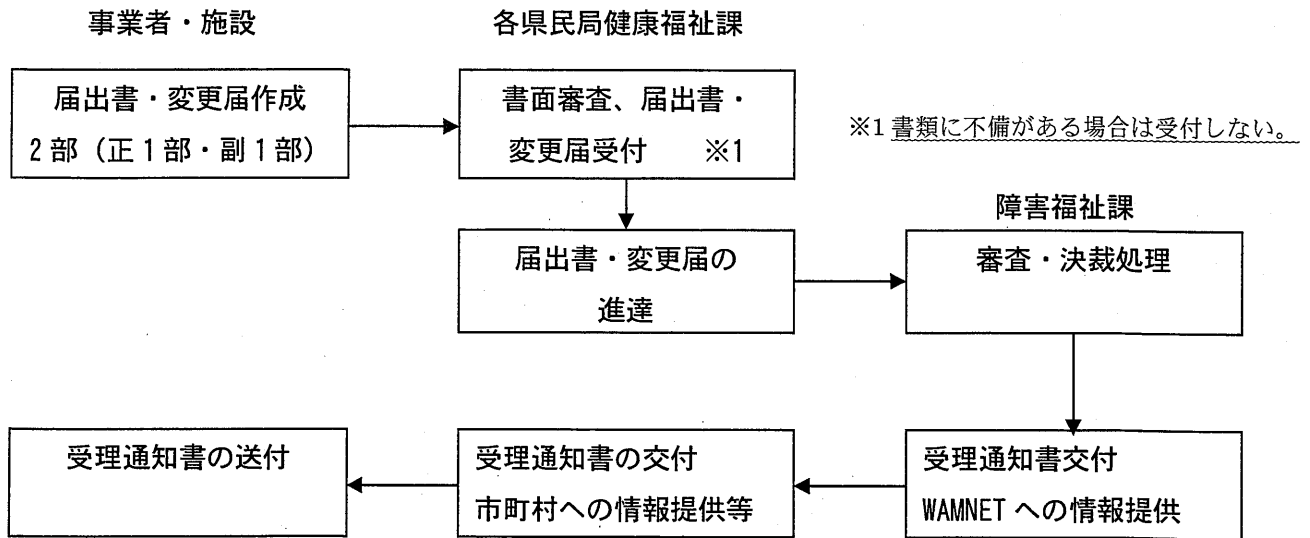 事業者・施設
各県民局健康福祉課
届出書・変更届作成
2部（正1部・副1部）
書面審査、届出書・
変更届受付　　※1
※1 書類に不備がある場合は受付しない。
障害福祉課
届出書・変更届の
進達
審査・決裁処理
受理通知書の送付
受理通知書の交付
市町村への情報提供等
受理通知書交付
WAMNET への情報提供